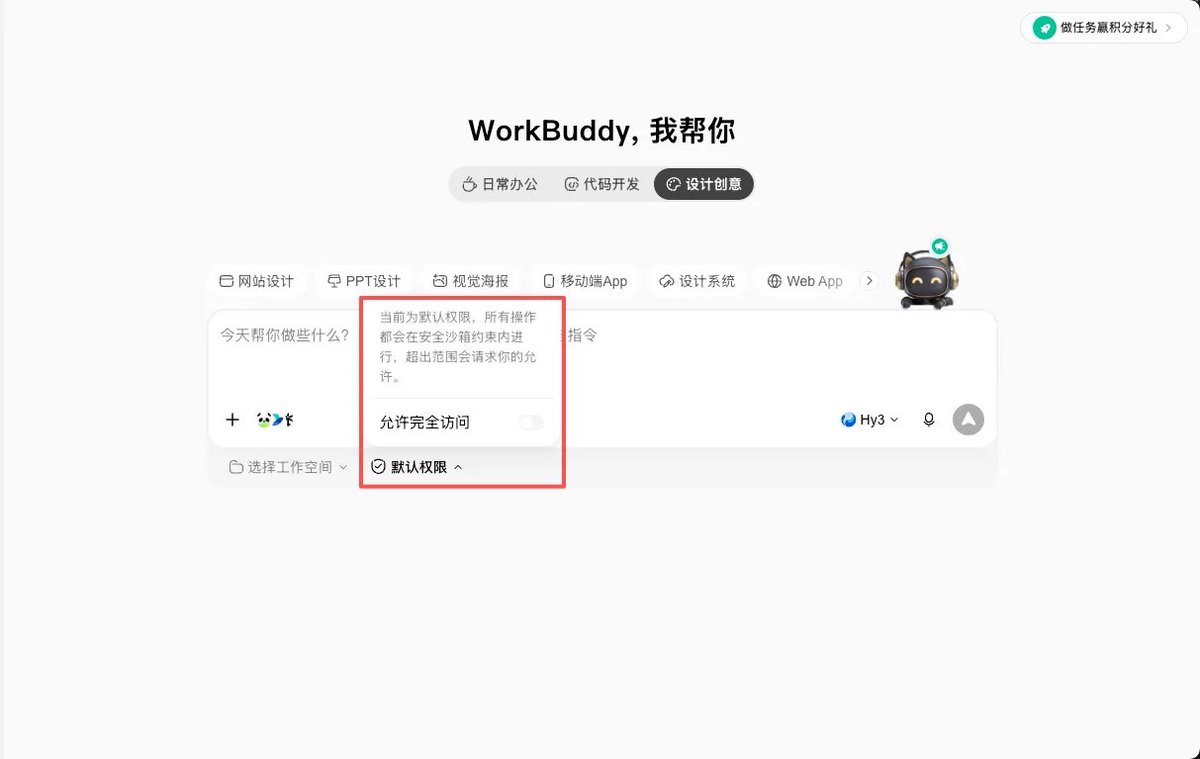 做任务赢积分好礼
WorkBuddy, 我帮你
日常办公
代码开发
设计创意
网站设计
PPT设计
视觉海报
移动端App
设计系统
Web App
今天帮你做些什么?
指令
当前为默认权限，所有操作
都会在安全沙箱约束内进
行，超出范围会请求你的允
许。
允许完全访问
Hy3
选择工作空间
默认权限